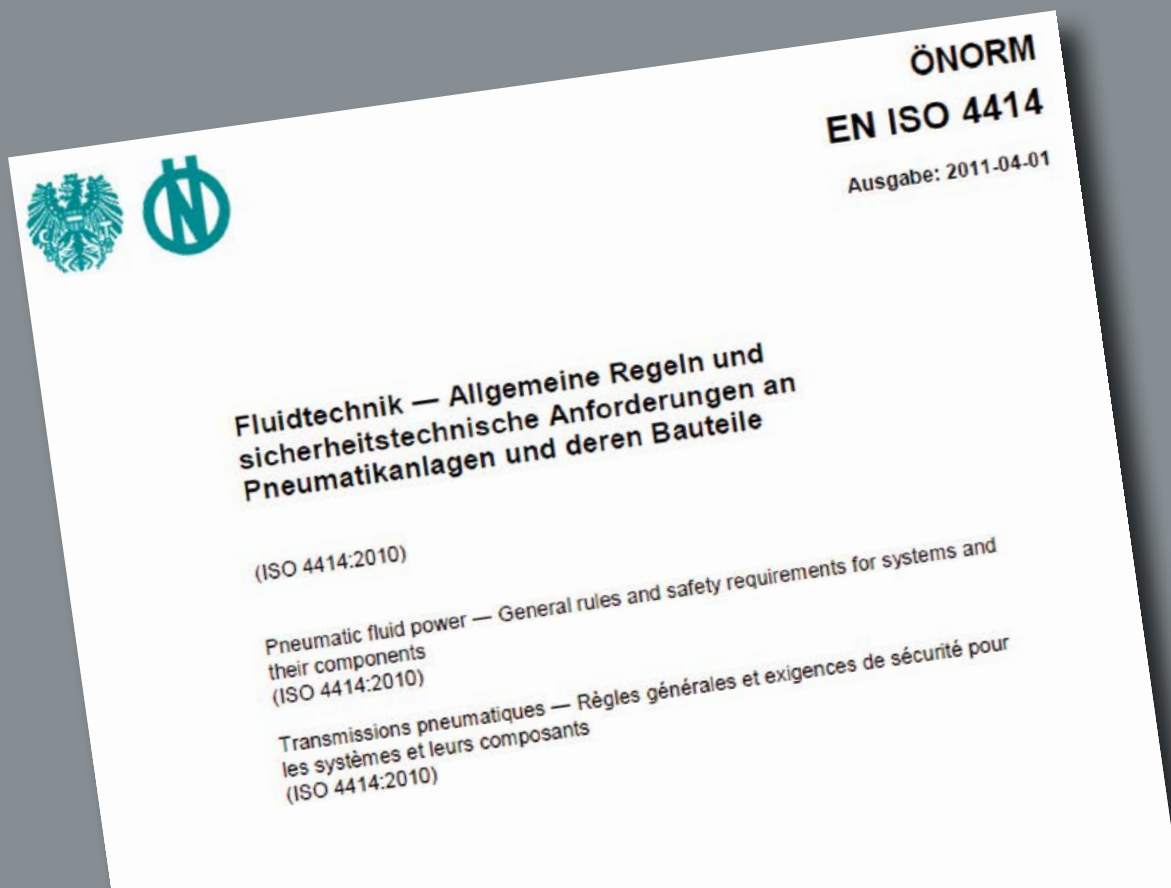 ÖNORM
EN ISO 4414
Ausgabe: 2011-04-01
Fluidtechnik — Allgemeine Regeln und
sicherheitstechnische Anforderungen an
Pneumatikanlagen und deren Bauteile
(ISO 4414:2010)
Pneumatic fluid power — General rules and safety requirements for systems and
their components
(ISO 4414:2010)
Transmissions pneumatiques — Règles générales et exigences de sécurité pour
les systèmes et leurs composants
(ISO 4414:2010)